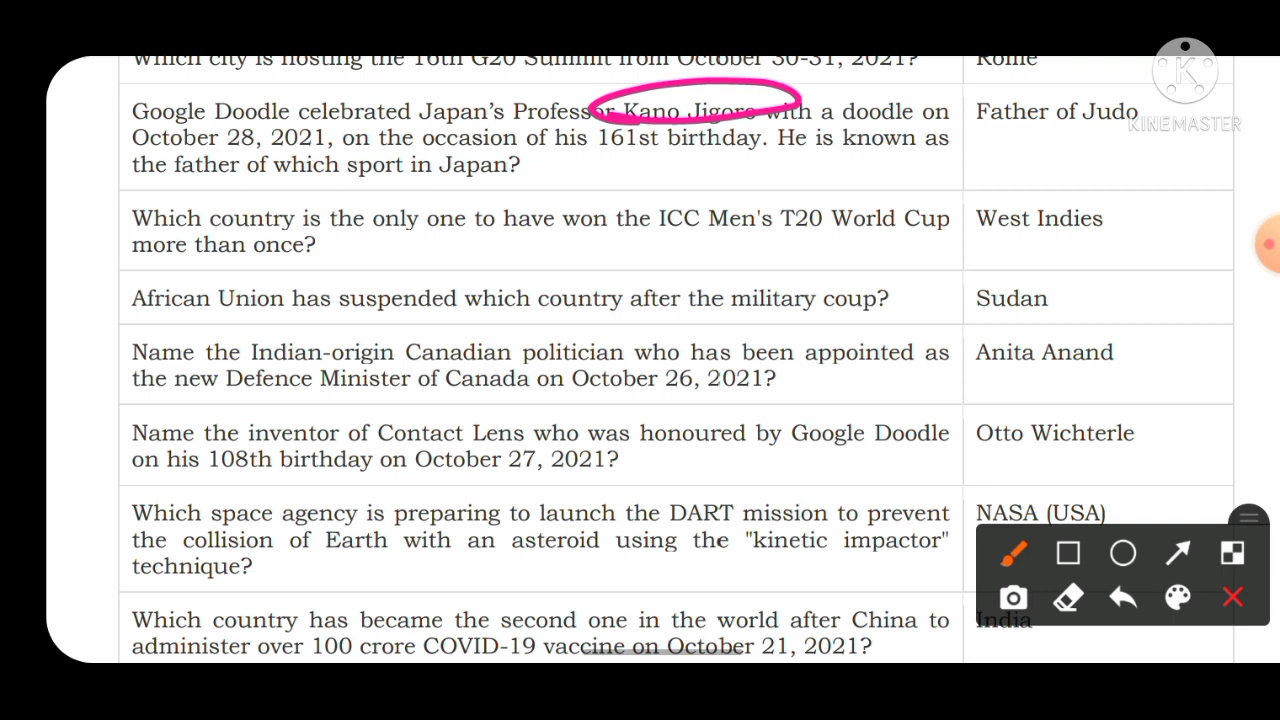 Which city is hosting the 16th G20 Summit from October 30-31, 2021?
Rome
Google Doodle celebrated Japan's Professor Kano Jigoro with a doodle on
October 28, 2021, on the occasion of his 161st birthday. He is known as
the father of which sport in Japan?
Father of Judo
KINEMASTER
Which country is the only one to have won the ICC Men's T20 World Cup
more than once?
West Indies
African Union has suspended which country after the military coup?
Sudan
Name the Indian-origin Canadian politician who has been appointed as
the new Defence Minister of Canada on October 26, 2021?
Anita Anand
Name the inventor of Contact Lens who was honoured by Google Doodle
on his 108th birthday on October 27, 2021?
Otto Wichterle
Which space agency is preparing to launch the DART mission to prevent
the collision of Earth with an asteroid using the "kinetic impactor"
technique?
NASA (USA)
Which country has became the second one in the world after China to
administer over 100 crore COVID-19 vaccine on October 21, 2021?
India